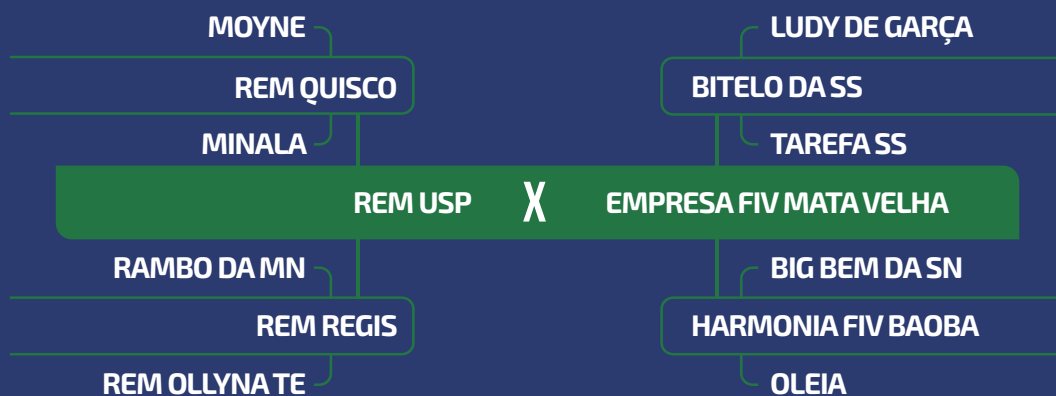 MOYNE
LUDY DE GARÇA
REM QUISCO
BITELO DA SS
MINALA
TAREFA SS
REM USP X EMPRESA FIV MATA VELHA
RAMBO DA MN
BIG BEM DA SN
REM REGIS
HARMONIA FIV BAOBA
REM OLLYNA TE
OLEIA